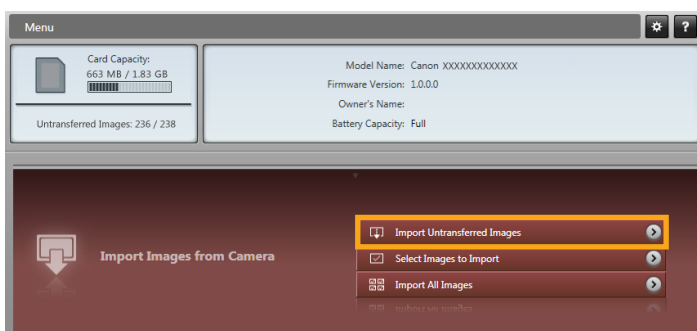 Menu
?
Card Capacity:
663 MB / 1.83 GB
Untransferred Images: 236 / 238
Model Name: Canon XXXXXXXXXXXXX
Firmware Version: 1.0.0.0
Owner's Name:
Battery Capacity: Full
Import Images from Camera
Import Untransferred Images
Select Images to Import
Import All Images